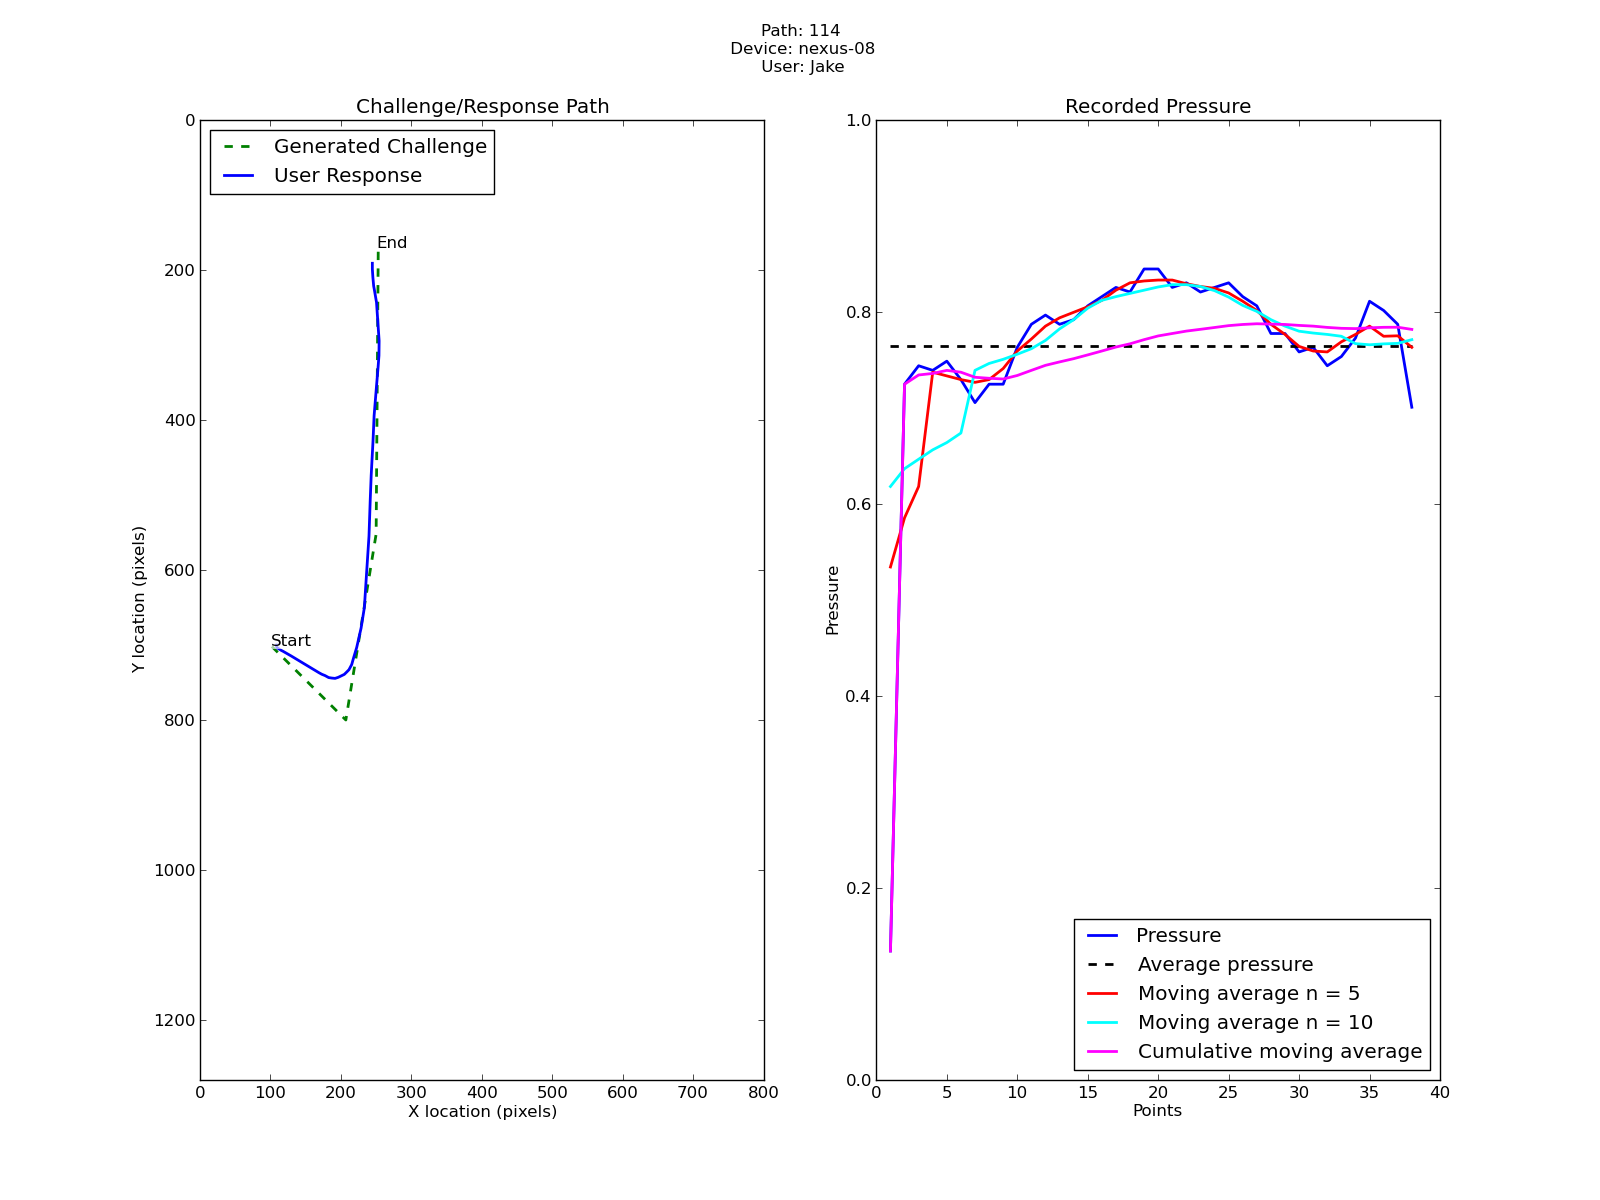 Path: 114
Device: nexus-08
User: Jake
Challenge/Response Path
0
200
400
600
800
1000
1200
Y location (pixels)
Generated Challenge
User Response
End
Start
0 100 200 300 400 500 600 700 800
X location (pixels)
Recorded Pressure
1.0
0.8
0.6
0.4
0.2
0.0
Pressure
Pressure
Average pressure
Moving average n = 5
Moving average n = 10
Cumulative moving average
0 5 10 15 20 25 30 35 40
Points